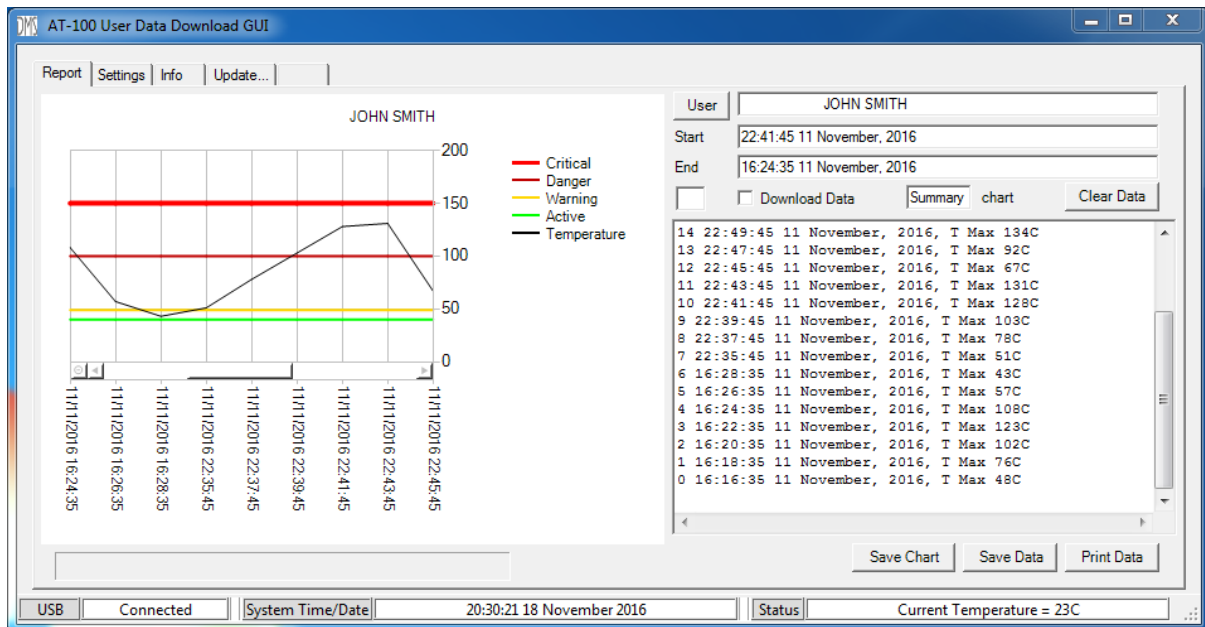 DMS AT-100 User Data Download GUI
Report Settings Info Update...
JOHN SMITH
200
150
100
50
0
Critical
Danger
Warning
Active
Temperature
11/11/2016 16:24:35
11/11/2016 16:26:35
11/11/2016 16:28:35
11/11/2016 22:35:45
11/11/2016 22:37:45
11/11/2016 22:39:45
11/11/2016 22:41:45
11/11/2016 22:43:45
11/11/2016 22:45:45
User JOHN SMITH
Start 22:41:45 11 November, 2016
End 16:24:35 11 November, 2016
Download Data Summary chart Clear Data
14 22:49:45 11 November, 2016, T Max 134C
13 22:47:45 11 November, 2016, T Max 92C
12 22:45:45 11 November, 2016, T Max 67C
11 22:43:45 11 November, 2016, T Max 131C
10 22:41:45 11 November, 2016, T Max 128C
9 22:39:45 11 November, 2016, T Max 103C
8 22:37:45 11 November, 2016, T Max 78C
7 22:35:45 11 November, 2016, T Max 51C
6 16:28:35 11 November, 2016, T Max 43C
5 16:26:35 11 November, 2016, T Max 57C
4 16:24:35 11 November, 2016, T Max 108C
3 16:22:35 11 November, 2016, T Max 123C
2 16:20:35 11 November, 2016, T Max 102C
1 16:18:35 11 November, 2016, T Max 76C
0 16:16:35 11 November, 2016, T Max 48C
Save Chart Save Data Print Data
USB Connected System Time/Date 20:30:21 18 November 2016 Status Current Temperature = 23C